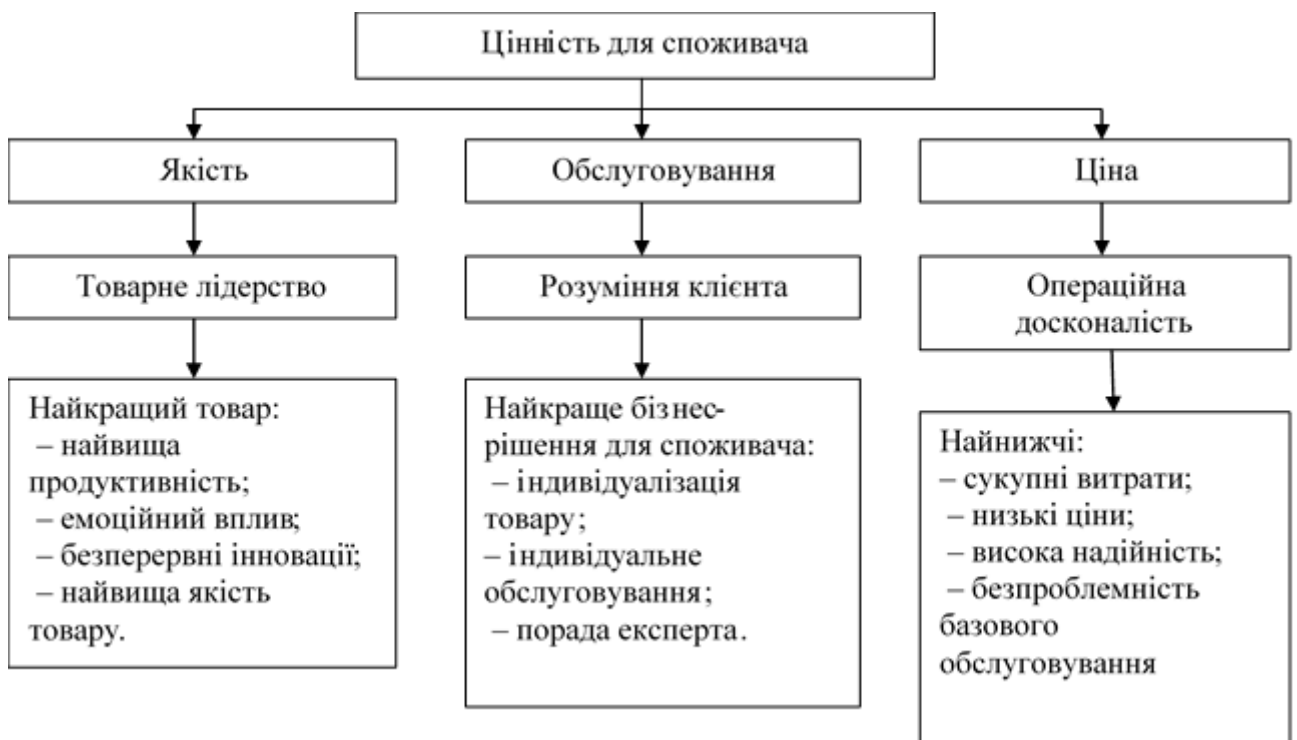 Цінність для споживача
Якість
Обслуговування
Ціна
Товарне лідерство
Розуміння клієнта
Операційна
досконалість
Найкращий товар:
– найвища
продуктивність;
– емоційний вплив;
– безперервні інновації;
– найвища якість
товару.
Найкраще бізнес-
рішення для споживача:
– індивідуалізація
товару;
– індивідуальне
обслуговування;
– порада експерта.
Найнижчі:
– сукупні витрати;
– низькі ціни;
– висока надійність;
– безпроблемність
базового
обслуговування